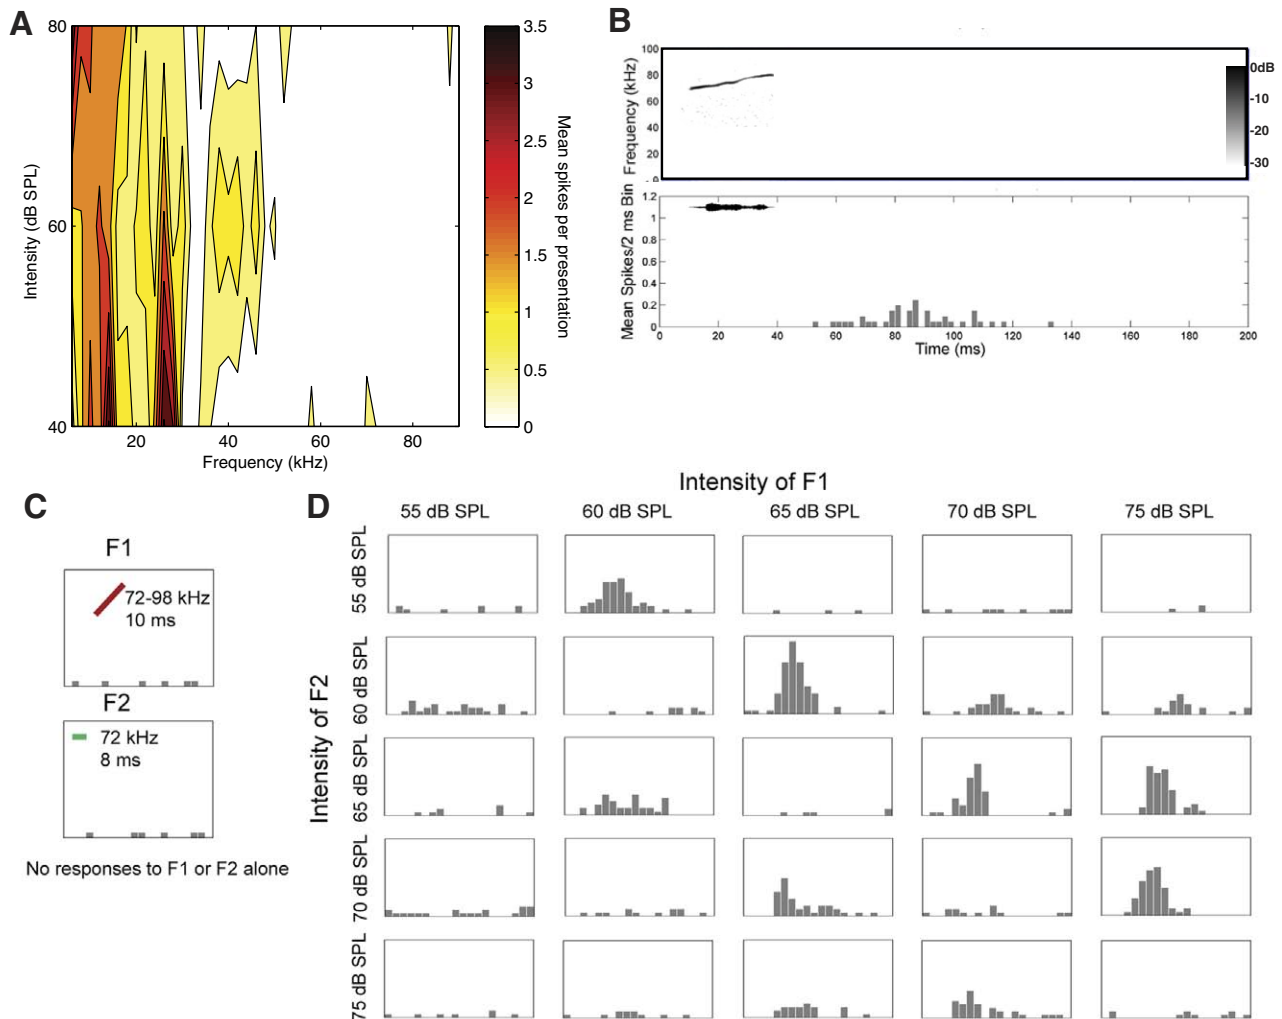 A
80
60
40
20
40
60
80
Intensity (dB SPL)
Frequency (kHz)
3.5
3
2.5
2
1.5
1
0.5
0
Mean spikes per presentation
B
100
80
60
40
20
Frequency (kHz)
0dB
-10
-20
-30
1.2
1
0.8
0.6
0.4
0.2
0
Mean Spikes/2 ms Bin
0
20
40
60
80
100
120
140
160
180
200
Time (ms)
C
F1
72-98 kHz
10 ms
F2
72 kHz
8 ms
No responses to F1 or F2 alone
D
Intensity of F1
55 dB SPL
60 dB SPL
65 dB SPL
70 dB SPL
75 dB SPL
Intensity of F2
55 dB SPL
60 dB SPL
65 dB SPL
70 dB SPL
75 dB SPL